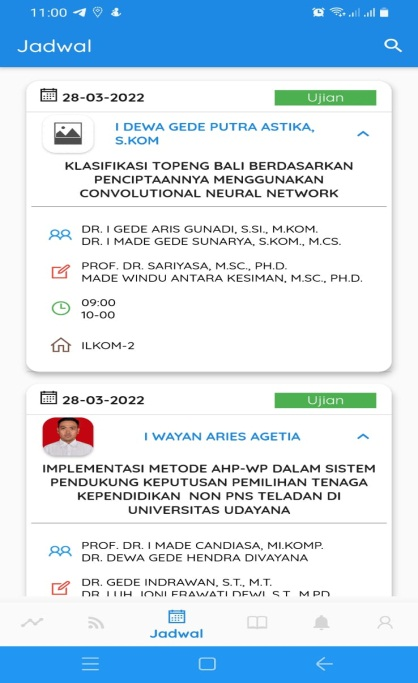 11:00
Jadwal
28-03-2022
Ujian
I DEWA GEDE PUTRA ASTIKA,
S.KOM
KLASIFIKASI TOPENG BALI BERDASARKAN
PENCIPTAANNYA MENGGUNAKAN
CONVOLUTIONAL NEURAL NETWORK
DR. I GEDE ARIS GUNADI, S.SI., M.KOM.
DR. I MADE GEDE SUNARYA, S.KOM., M.CS.
PROF. DR. SARIYASA, M.SC., PH.D.
MADE WINDU ANTARA KESIMAN, M.SC., PH.D.
09:00
10-00
ILKOM-2
28-03-2022
Ujian
I WAYAN ARIES AGETIA
IMPLEMENTASI METODE AHP-WP DALAM SISTEM
PENDUKUNG KEPUTUSAN PEMILIHAN TENAGA
KEPENDIDIKAN NON PNS TELADAN DI
UNIVERSITAS UDAYANA
PROF. DR. I MADE CANDIASA, MI.KOMP.
DR. DEWA GEDE HENDRA DIVAYANA
DR. GEDE INDRAWAN, S.T., M.T.
DR. LUH JONI ERAWATI DEWI, S.T., M.PD
Jadwal